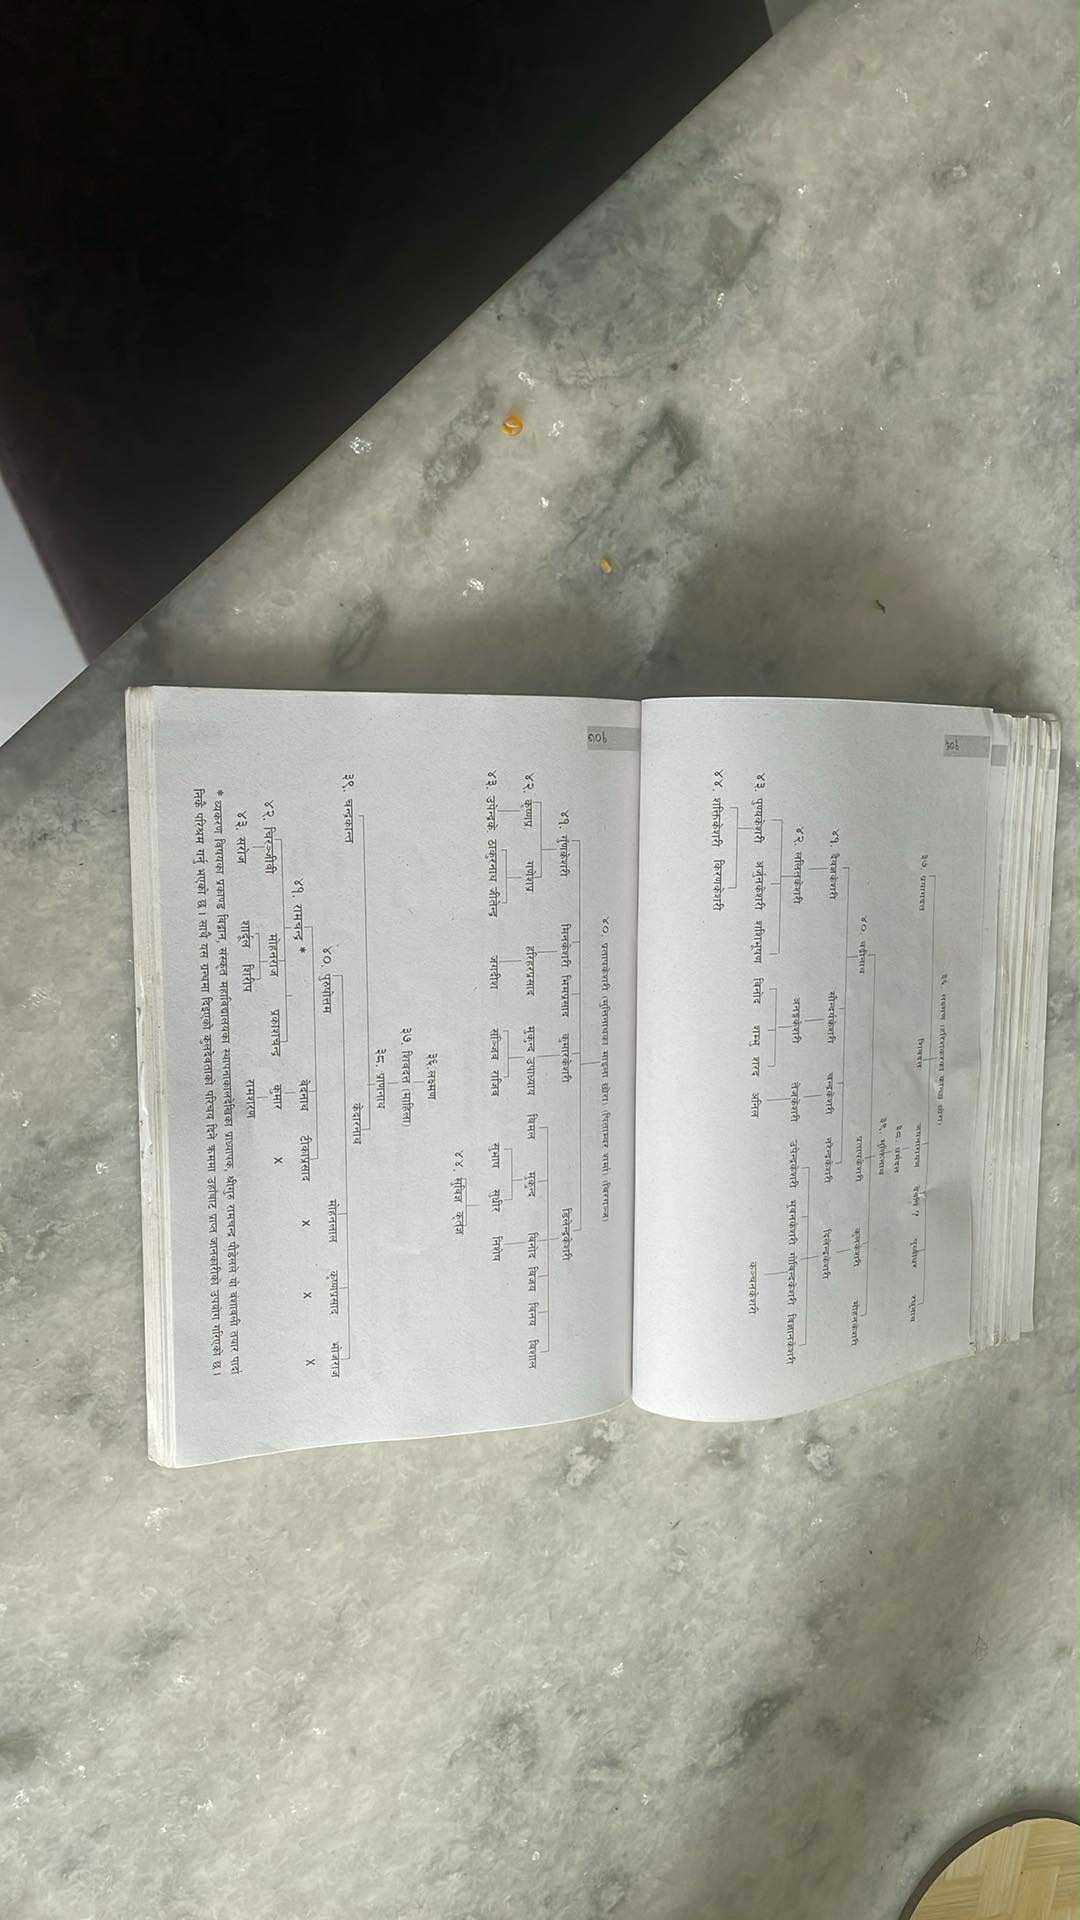 १०६
३६. लक्ष्मण (हरिशंकरका कान्छा छोरा)
३७. प्रयागदत्त शिवदत्त जयनारायण ? पृथ्वीधर रघुनाथ
३८. धर्मदत्त
३९. मुक्तिनाथ
४०. बद्रीनाथ प्रतापकेशरी कुलकेशरी मोहनकेशरी
४१. दैवज्ञकेशरी सौन्दर्यकेशरी चन्द्रकेशरी नरेन्द्रकेशरी दिलेन्द्रकेशरी
४२. ललितकेशरी अनङ्गकेशरी तेजकेशरी उपेन्द्रकेशरी भुवनकेशरी गोविन्दकेशरी विज्ञानकेशरी
४३. पुण्यकेशरी अर्जुनकेशरी शशिभूषण विनोद शम्भु शरद अनिल कञ्चनकेशरी
४४. शक्तिकेशरी किरणकेशरी
१०७
४०. प्रतापकेशरी (मुक्तिनाथका माइला छोरा) (पिताम्बर शर्मा) (बिरगञ्ज)
४१. गुणकेशरी मिनकेशरी भिमप्रसाद कुमारकेशरी डिलेन्द्रकेशरी
४२. कृष्णप्र. गणेशप्र. हरिहरप्रसाद मुकुन्द उपाध्याय बिमल मुकुन्द बिनोद बिजय बिनय बिशाल
४३. उपेन्द्रके. ठाकुरनाथ जीतेन्द्र जगदीश सञ्जिब राजिब सुभाष सुधीर निशेष
४४. सुबिज्ञ कृतज्ञ
३६.लक्ष्मण
३७. शिवदत्त (माहिला)
३८. प्राणनाथ
३९. चन्द्रकान्त केदारनाथ
४०. पुरुषोत्तम मोहनलाल कृष्णप्रसाद भोजराज
४१. रामचन्द्र * बेदनाथ टीकाप्रसाद x x x
४२. चिरञ्जीवी मोहनराज प्रकाशचन्द्र कुमार x
४३. सरोज शार्दूल शिरीष रामशरण
* व्यकरण विषयका प्रकाण्ड विद्वान, संस्कृत महाविद्यालयका स्थापनाकालदेखिका प्राध्यापक, श्रीगुरु रामचन्द्र पौडेलले यो बंशावली तयार पार्दा
निकै परिश्रम गर्नु भएको छ । साथै यस ग्रन्थमा दिइएको कुलदेवताको परिचय दिने क्रममा उहाँबाट प्राप्त जानकारीको उपयोग गरिएको छ ।